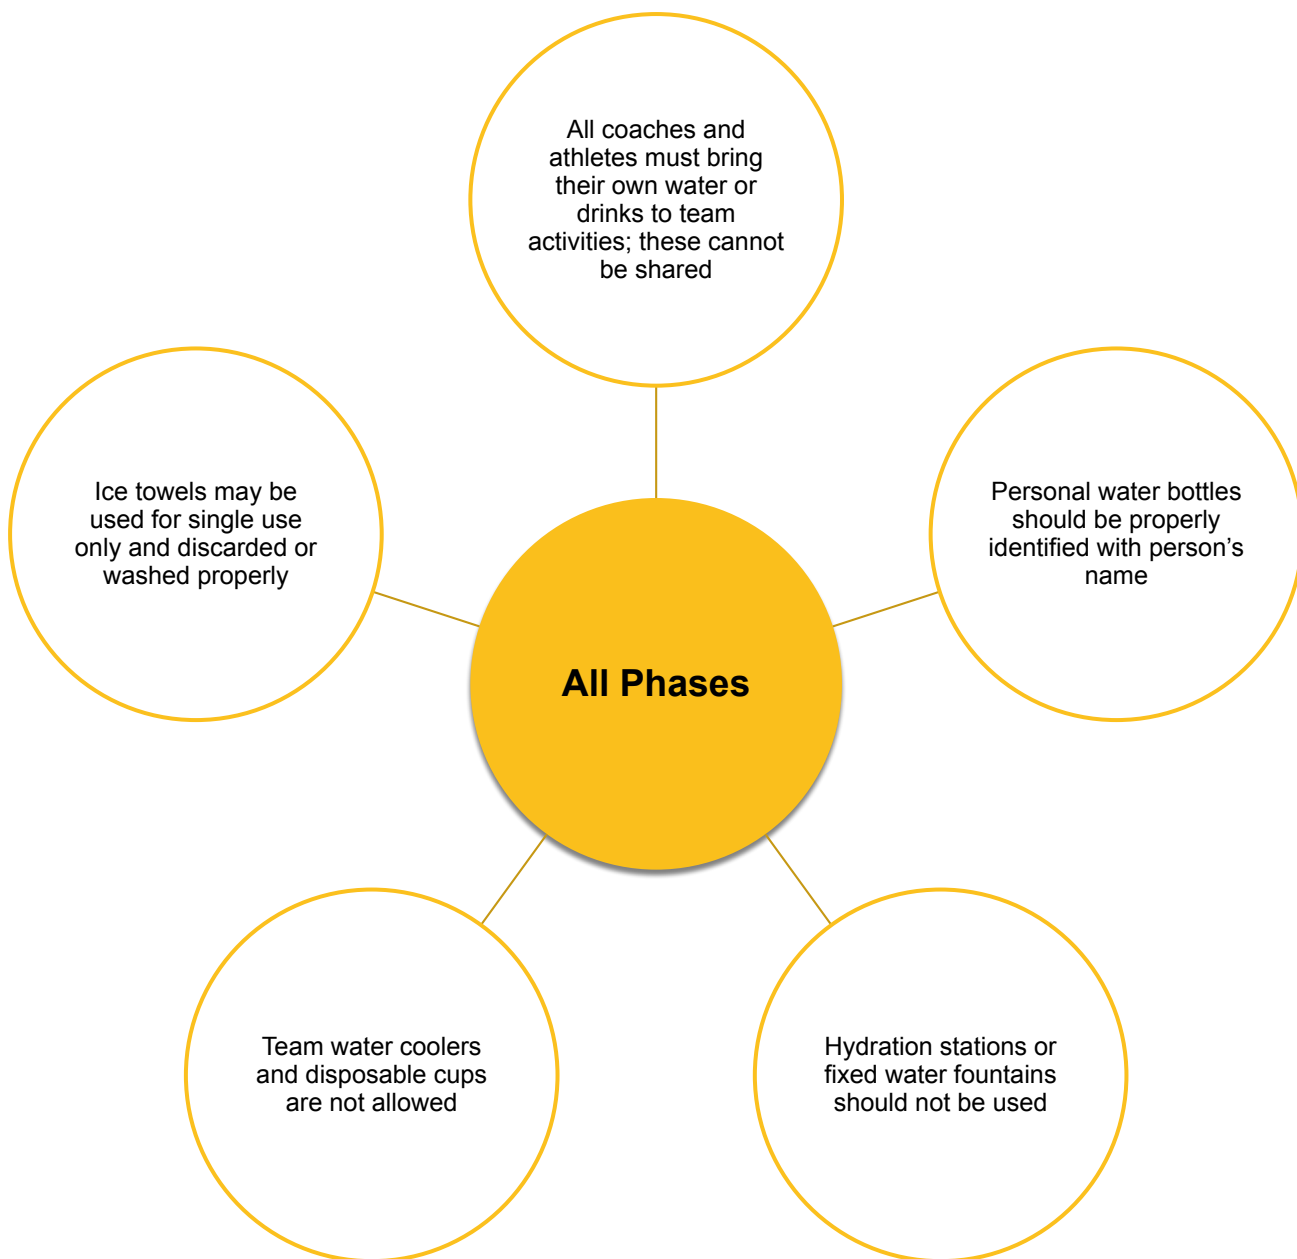 All coaches and
athletes must bring
their own water or
drinks to team
activities; these cannot
be shared
Ice towels may be
used for single use
only and discarded or
washed properly
Personal water bottles
should be properly
identified with person’s
name
All Phases
Team water coolers
and disposable cups
are not allowed
Hydration stations or
fixed water fountains
should not be used